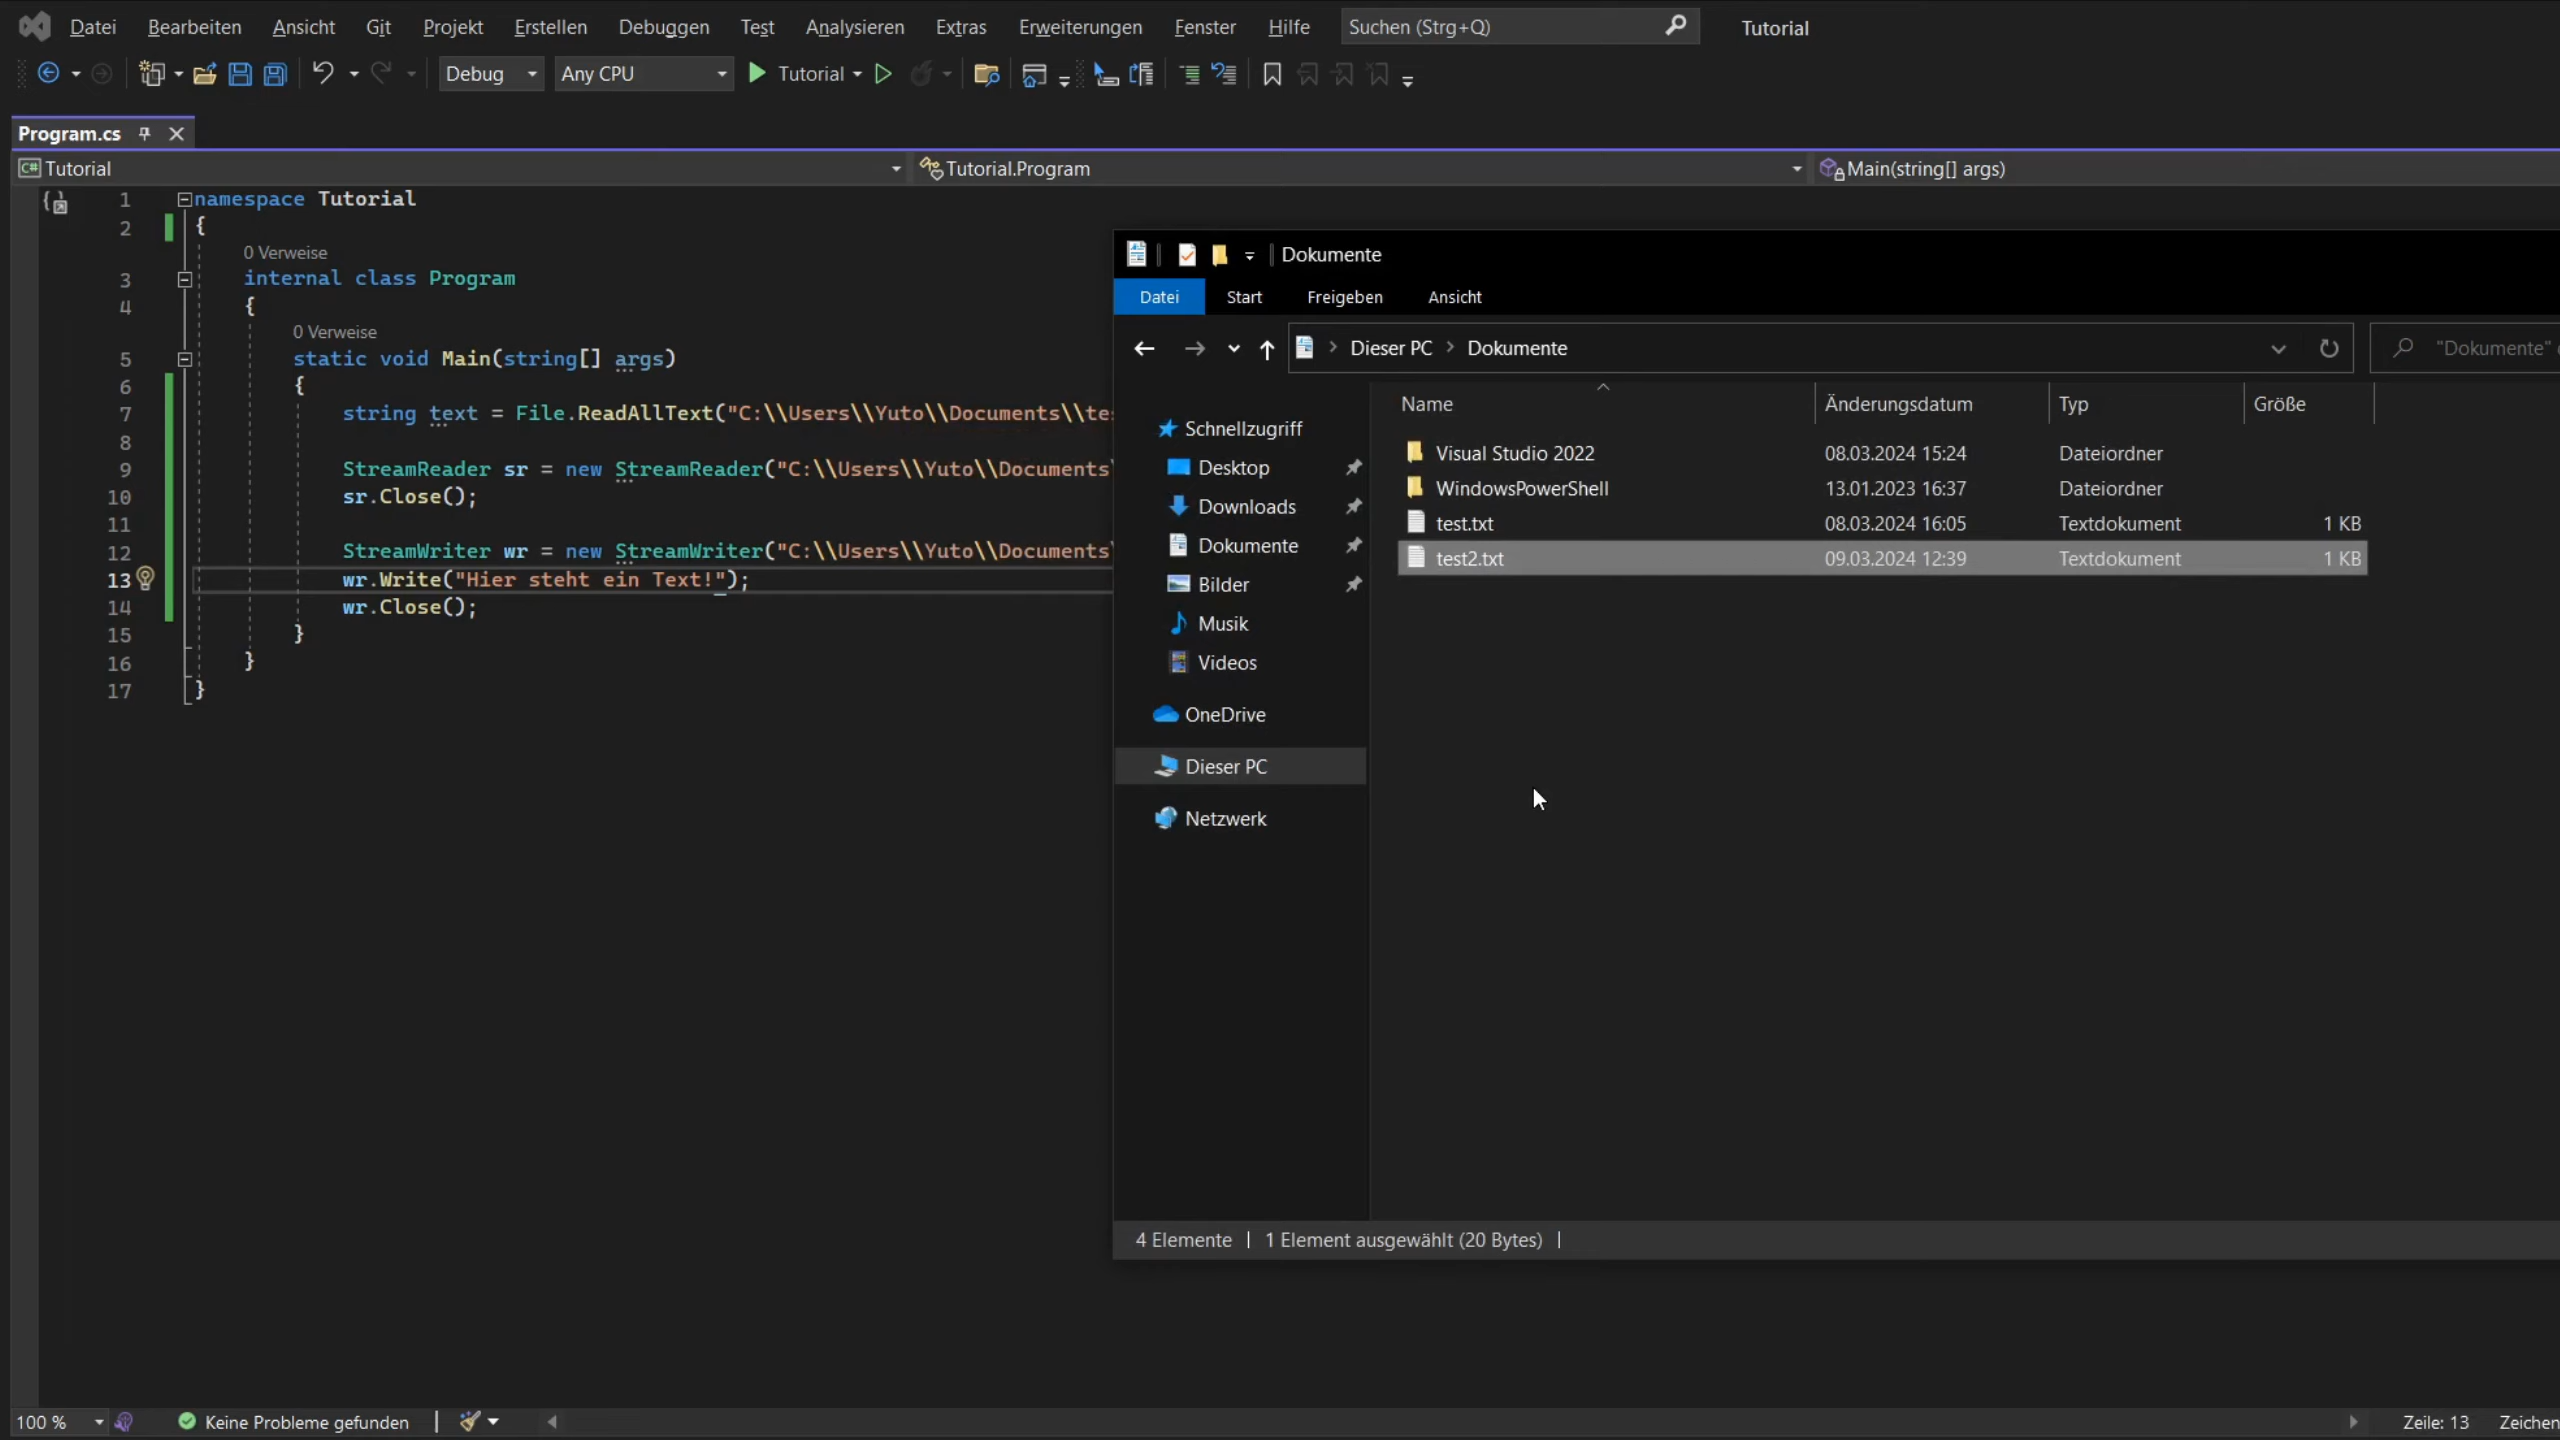 Datei Bearbeiten Ansicht Git Projekt Erstellen Debuggen Test Analysieren Extras Erweiterungen Fenster Hilfe Suchen (Strg+Q) Tutorial
Debug Any CPU Tutorial
Program.cs
C# Tutorial Tutorial.Program Main(string[] args)
1 namespace Tutorial
2 {
0 Verweise
3 internal class Program
4 {
0 Verweise
5 static void Main(string[] args)
6 {
7 string text = File.ReadAllText("C:\\Users\\Yuto\\Documents\\te
8
9 StreamReader sr = new StreamReader("C:\\Users\\Yuto\\Documents\
10 sr.Close();
11
12 StreamWriter wr = new StreamWriter("C:\\Users\\Yuto\\Documents\
13 wr.Write("Hier steht ein Text!");
14 wr.Close();
15 }
16 }
17 }
Dokumente
Datei Start Freigeben Ansicht
Dieser PC Dokumente "Dokumente"
Name Änderungsdatum Typ Größe
Schnellzugriff
Desktop
Downloads
Dokumente
Bilder
Musik
Videos
OneDrive
Dieser PC
Netzwerk
Visual Studio 2022 08.03.2024 15:24 Dateiordner
WindowsPowerShell 13.01.2023 16:37 Dateiordner
test.txt 08.03.2024 16:05 Textdokument 1 KB
test2.txt 09.03.2024 12:39 Textdokument 1 KB
4 Elemente 1 Element ausgewählt (20 Bytes)
100 % Keine Probleme gefunden Zeile: 13 Zeichen